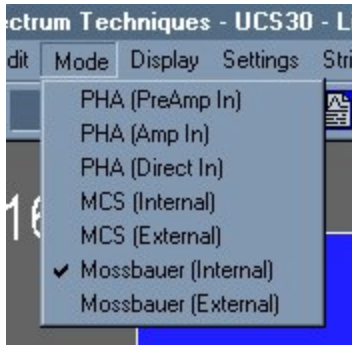 ctrum Techniques - UCS30 - L
dit Mode Display Settings Stri
PHA (PreAmp In)
PHA (Amp In)
PHA (Direct In)
MCS (Internal)
16
MCS (External)
✔ Mossbauer (Internal)
Mossbauer (External)